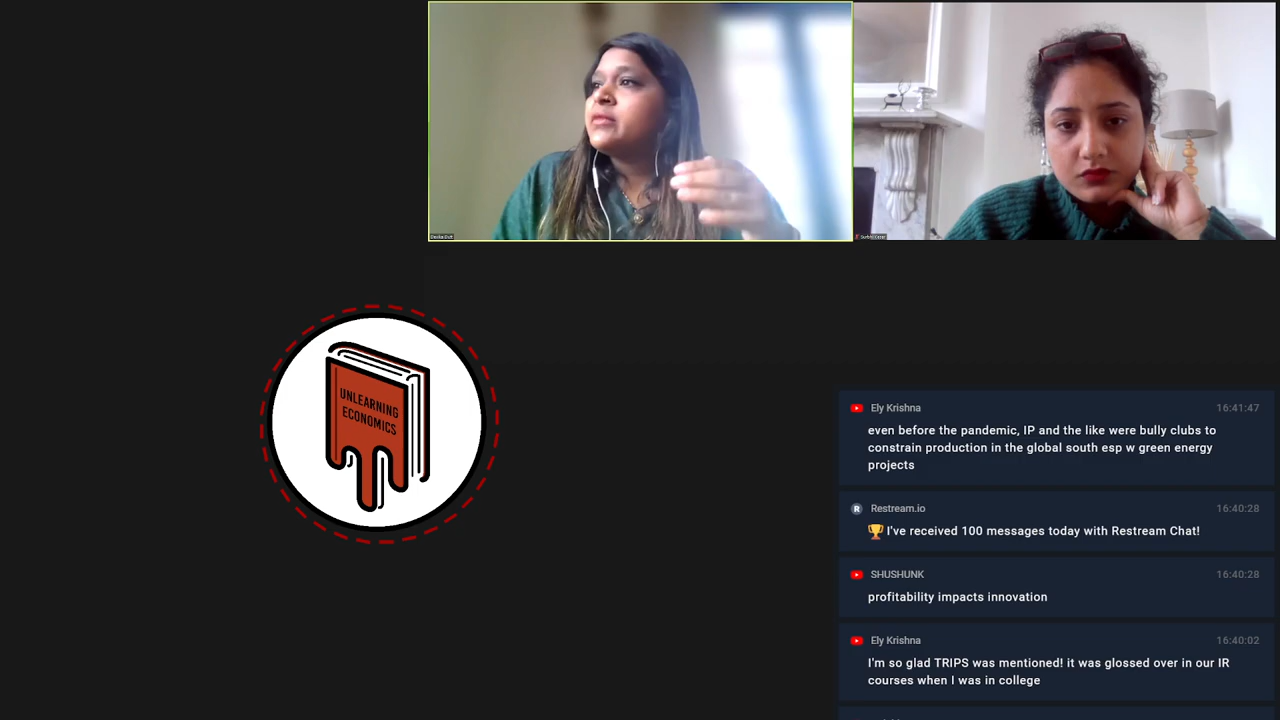 Devika Dutt
UNLEARNING
ECONOMICS
Ely Krishna 16:41:47
even before the pandemic, IP and the like were bully clubs to
constrain production in the global south esp w green energy
projects
Restream.io 16:40:28
🏆 I've received 100 messages today with Restream Chat!
SHUSHUNK 16:40:28
profitability impacts innovation
Ely Krishna 16:40:02
I'm so glad TRIPS was mentioned! it was glossed over in our IR
courses when I was in college